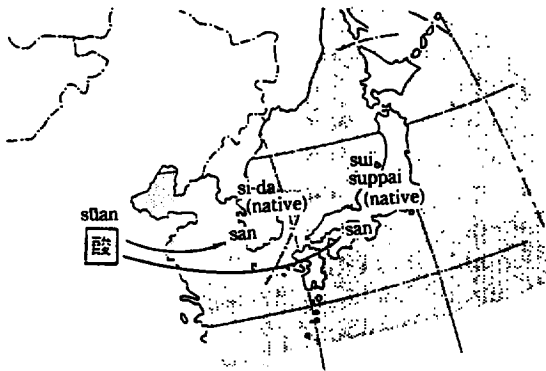 sui
suppai
(native)
si-da
(native)
sūan
san
san
酸